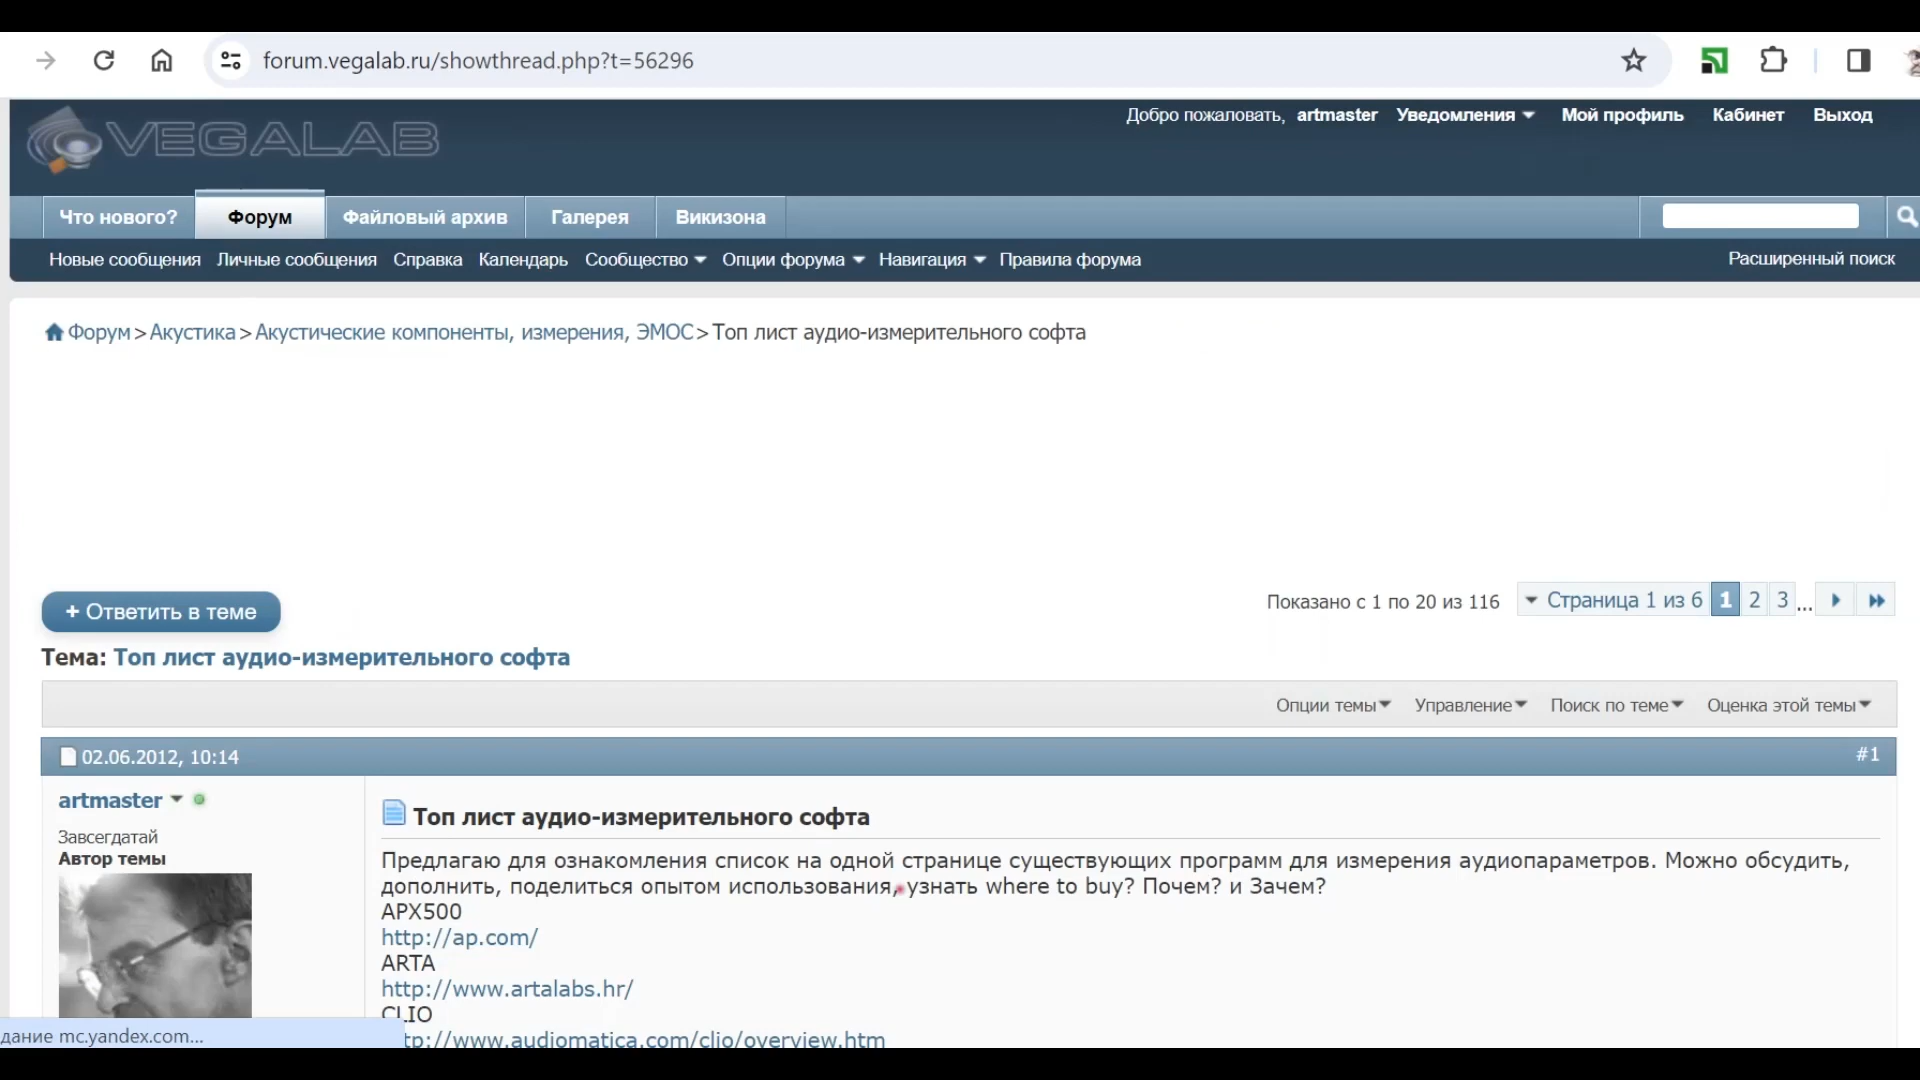 forum.vegalab.ru/showthread.php?t=56296
VEGALAB
Добро пожаловать, artmaster Уведомления Мой профиль Кабинет Выход
Что нового? Форум Файловый архив Галерея Викизона
Новые сообщения Личные сообщения Справка Календарь Сообщество Опции форума Навигация Правила форума Расширенный поиск
Форум > Акустика > Акустические компоненты, измерения, ЭМОС > Топ лист аудио-измерительного софта
+ Ответить в теме
Показано с 1 по 20 из 116 Страница 1 из 6 1 2 3 ...
Тема: Топ лист аудио-измерительного софта
Опции темы Управление Поиск по теме Оценка этой темы
02.06.2012, 10:14 #1
artmaster
Завсегдатай
Автор темы
Топ лист аудио-измерительного софта
Предлагаю для ознакомления список на одной странице существующих программ для измерения аудиопараметров. Можно обсудить,
дополнить, поделиться опытом использования, узнать where to buy? Почем? и Зачем?
APX500
http://ap.com/
ARTA
http://www.artalabs.hr/
CLIO
tp://www.audiomatica.com/clio/overview.htm
дание mc.yandex.com...